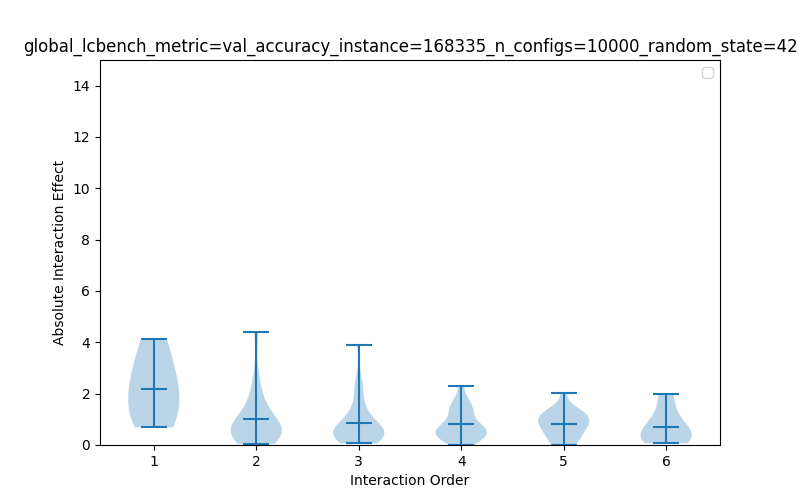 global_lcbench_metric=val_accuracy_instance=168335_n_configs=10000_random_state=42
14
12
10
8
6
4
2
0
Absolute Interaction Effect
1 2 3 4 5 6
Interaction Order